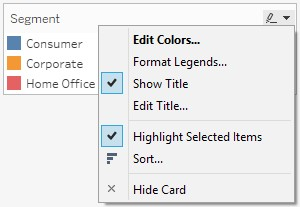 Segment
Consumer
Corporate
Home Office
Edit Colors...
Format Legends...
Show Title
Edit Title...
Highlight Selected Items
Sort...
Hide Card